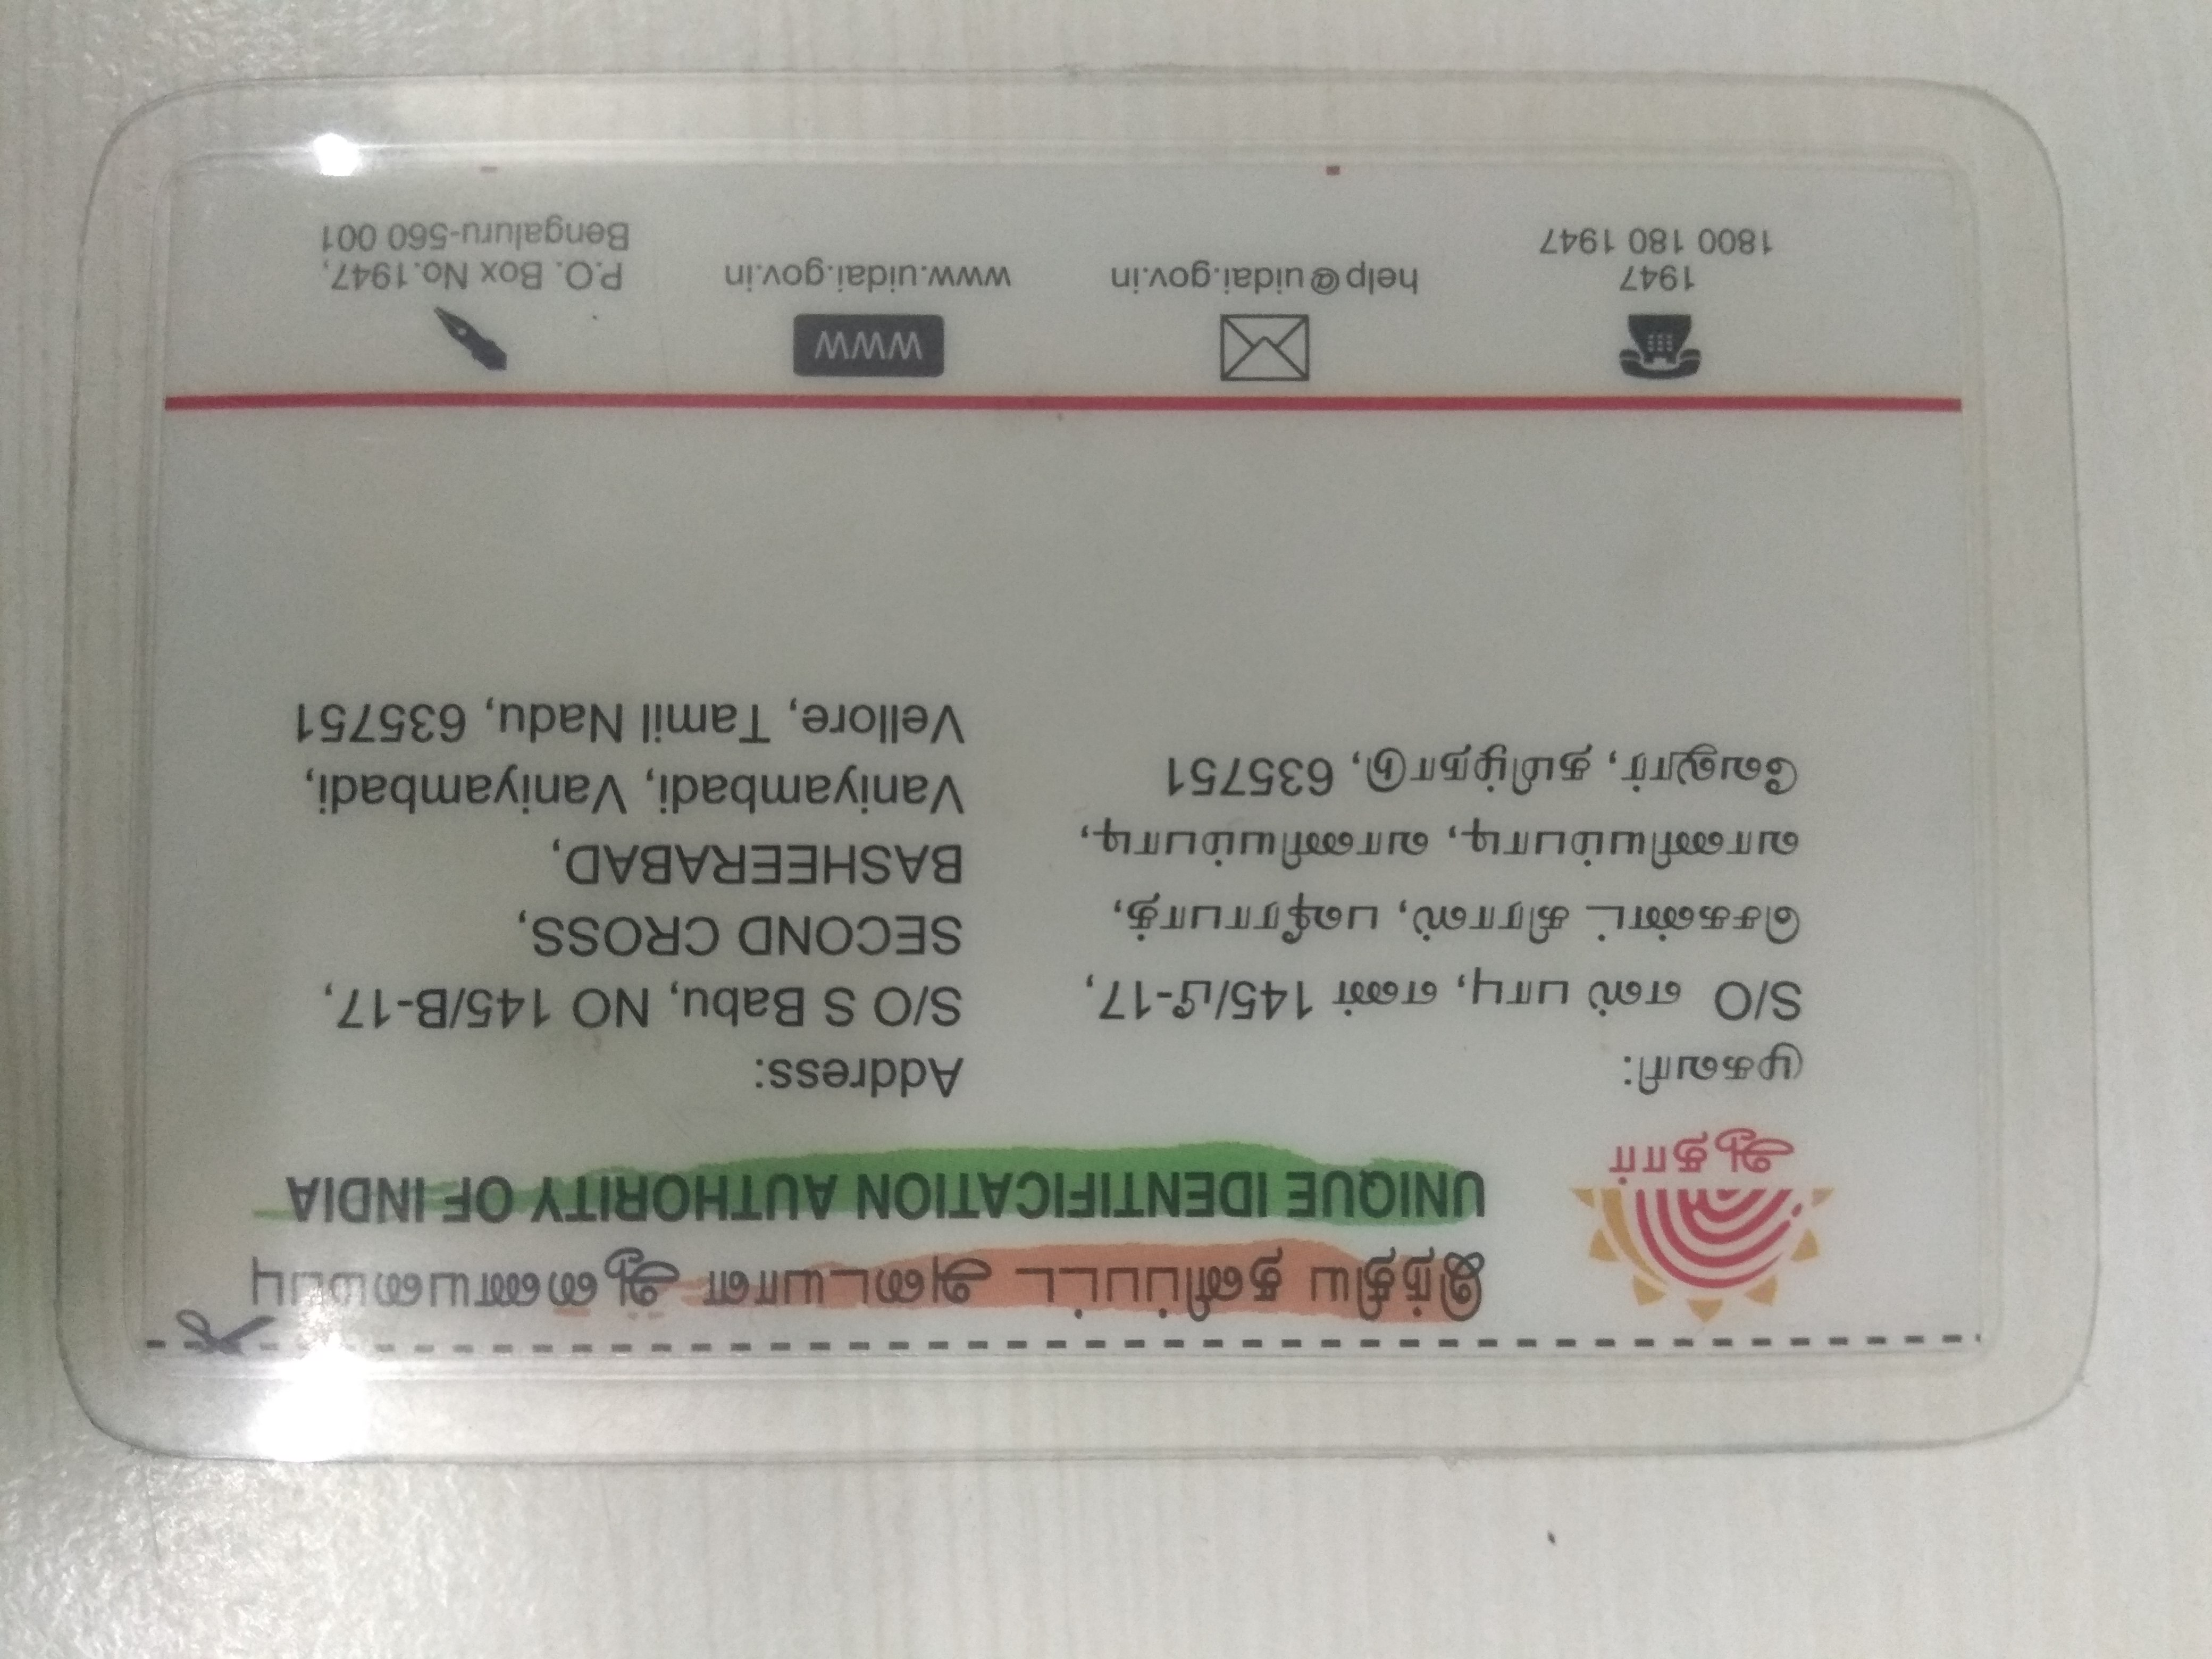 இந்திய தனிப்பட்ட அடையாள ஆணையமைப்பு
UNIQUE IDENTIFICATION AUTHORITY OF INDIA
ஆதார்
முகவரி:
S/O எஸ் பாபு, எண் 145/பீ-17,
செகண்ட் கிராஸ், பஷீராபாத்,
வாணியம்பாடி, வாணியம்பாடி,
வேலூர், தமிழ்நாடு, 635751
Address:
S/O S Babu, NO 145/B-17,
SECOND CROSS,
BASHEERABAD,
Vaniyambadi, Vaniyambadi,
Vellore, Tamil Nadu, 635751
1947
1800 180 1947
help@uidai.gov.in
WWW
www.uidai.gov.in
P.O. Box No.1947,
Bengaluru-560 001